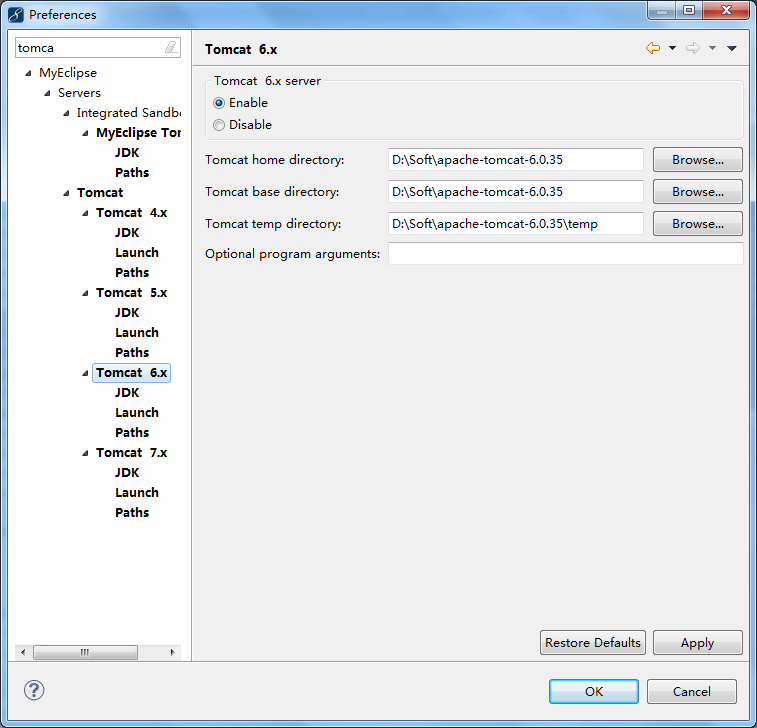 Preferences
tomca
MyEclipse
Servers
Integrated Sandb
MyEclipse Tor
JDK
Paths
Tomcat
Tomcat 4.x
JDK
Launch
Paths
Tomcat 5.x
JDK
Launch
Paths
Tomcat 6.x
JDK
Launch
Paths
Tomcat 7.x
JDK
Launch
Paths
Tomcat 6.x
Tomcat 6.x server
Enable
Disable
Tomcat home directory: D:\Soft\apache-tomcat-6.0.35 Browse...
Tomcat base directory: D:\Soft\apache-tomcat-6.0.35 Browse...
Tomcat temp directory: D:\Soft\apache-tomcat-6.0.35\temp Browse...
Optional program arguments:
Restore Defaults Apply
? OK Cancel